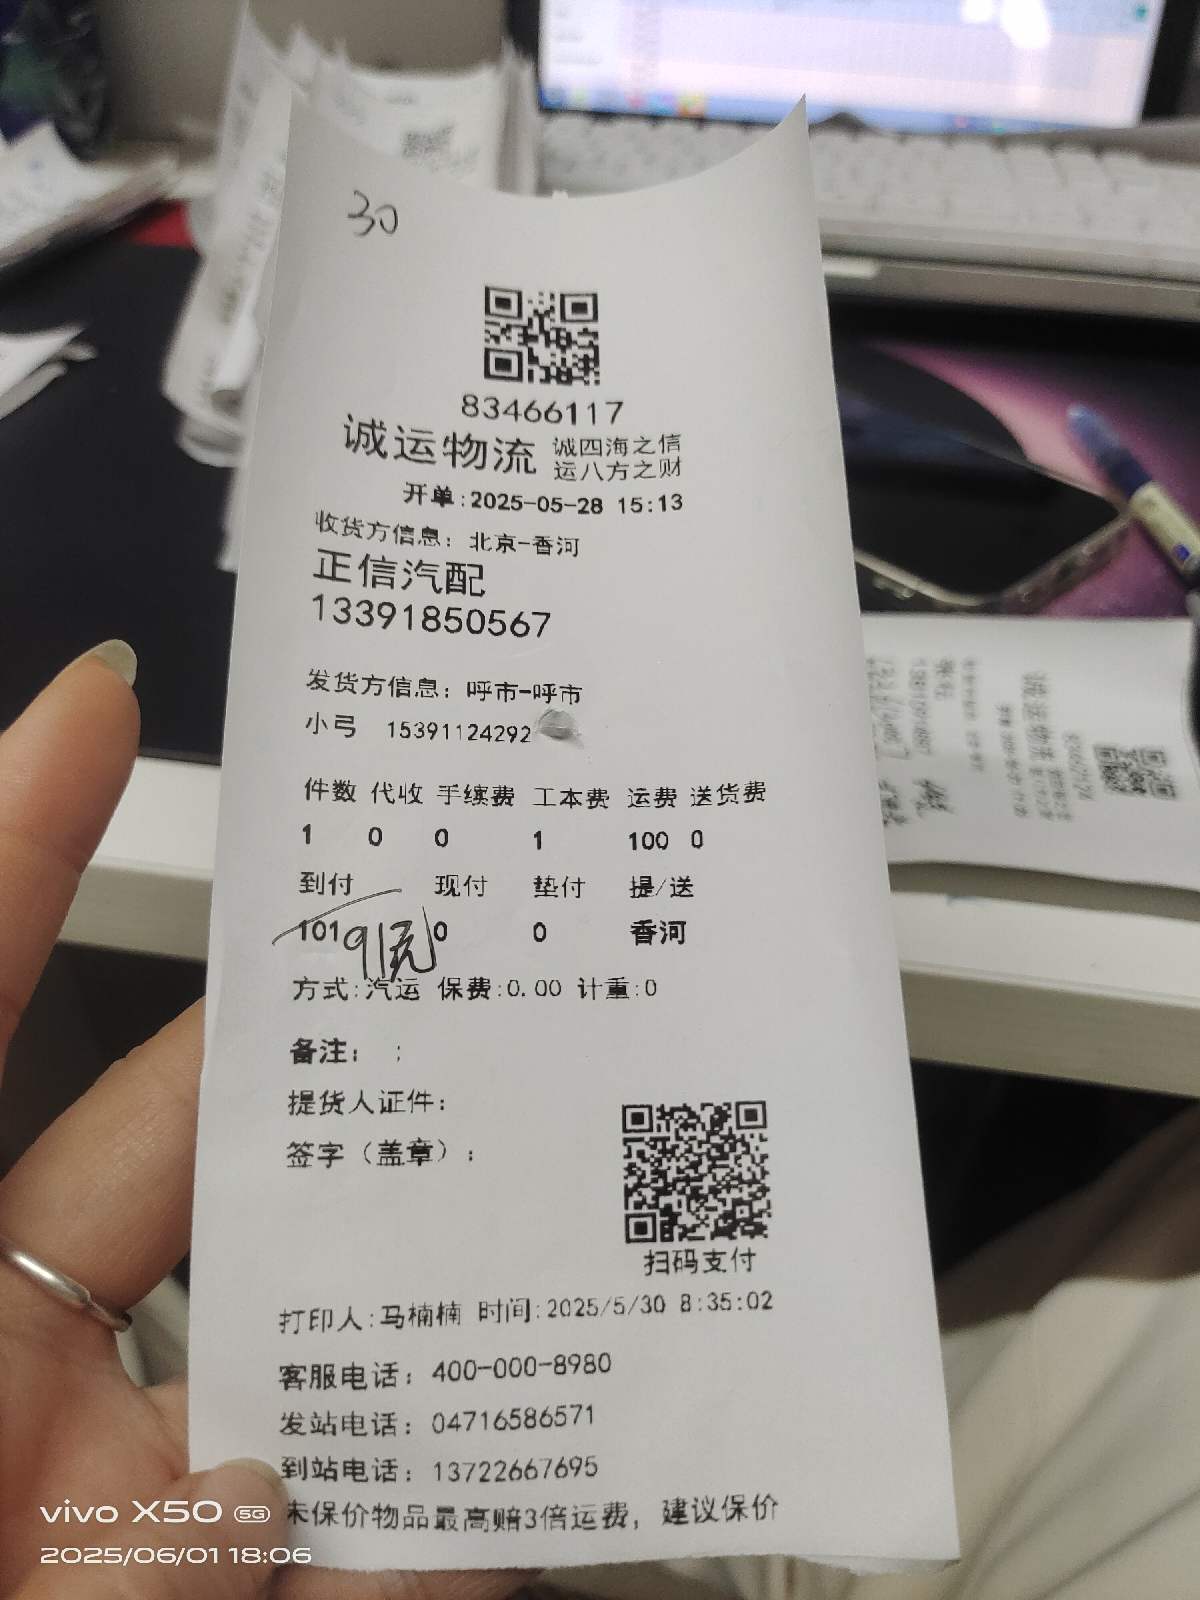 30
83466117
诚运物流 诚四海之信
运八方之财
开单:2025-05-28 15:13
收货方信息: 北京-香河
正信汽配
13391850567
发货方信息: 呼市-呼市
小弓 15391124292
件数 代收 手续费 工本费 运费 送货费
1 0 0 1 100 0
到付 现付 垫付 提/送
101 91元 0 0 香河
方式:汽运 保费:0.00 计重:0
备注: ;
提货人证件:
签字（盖章）:
扫码支付
打印人:马楠楠 时间:2025/5/30 8:35:02
客服电话: 400-000-8980
发站电话: 04716586571
到站电话: 13722667695
未保价物品最高赔3倍运费, 建议保价
vivo X50 5G
2025/06/01 18:06
诚运物流